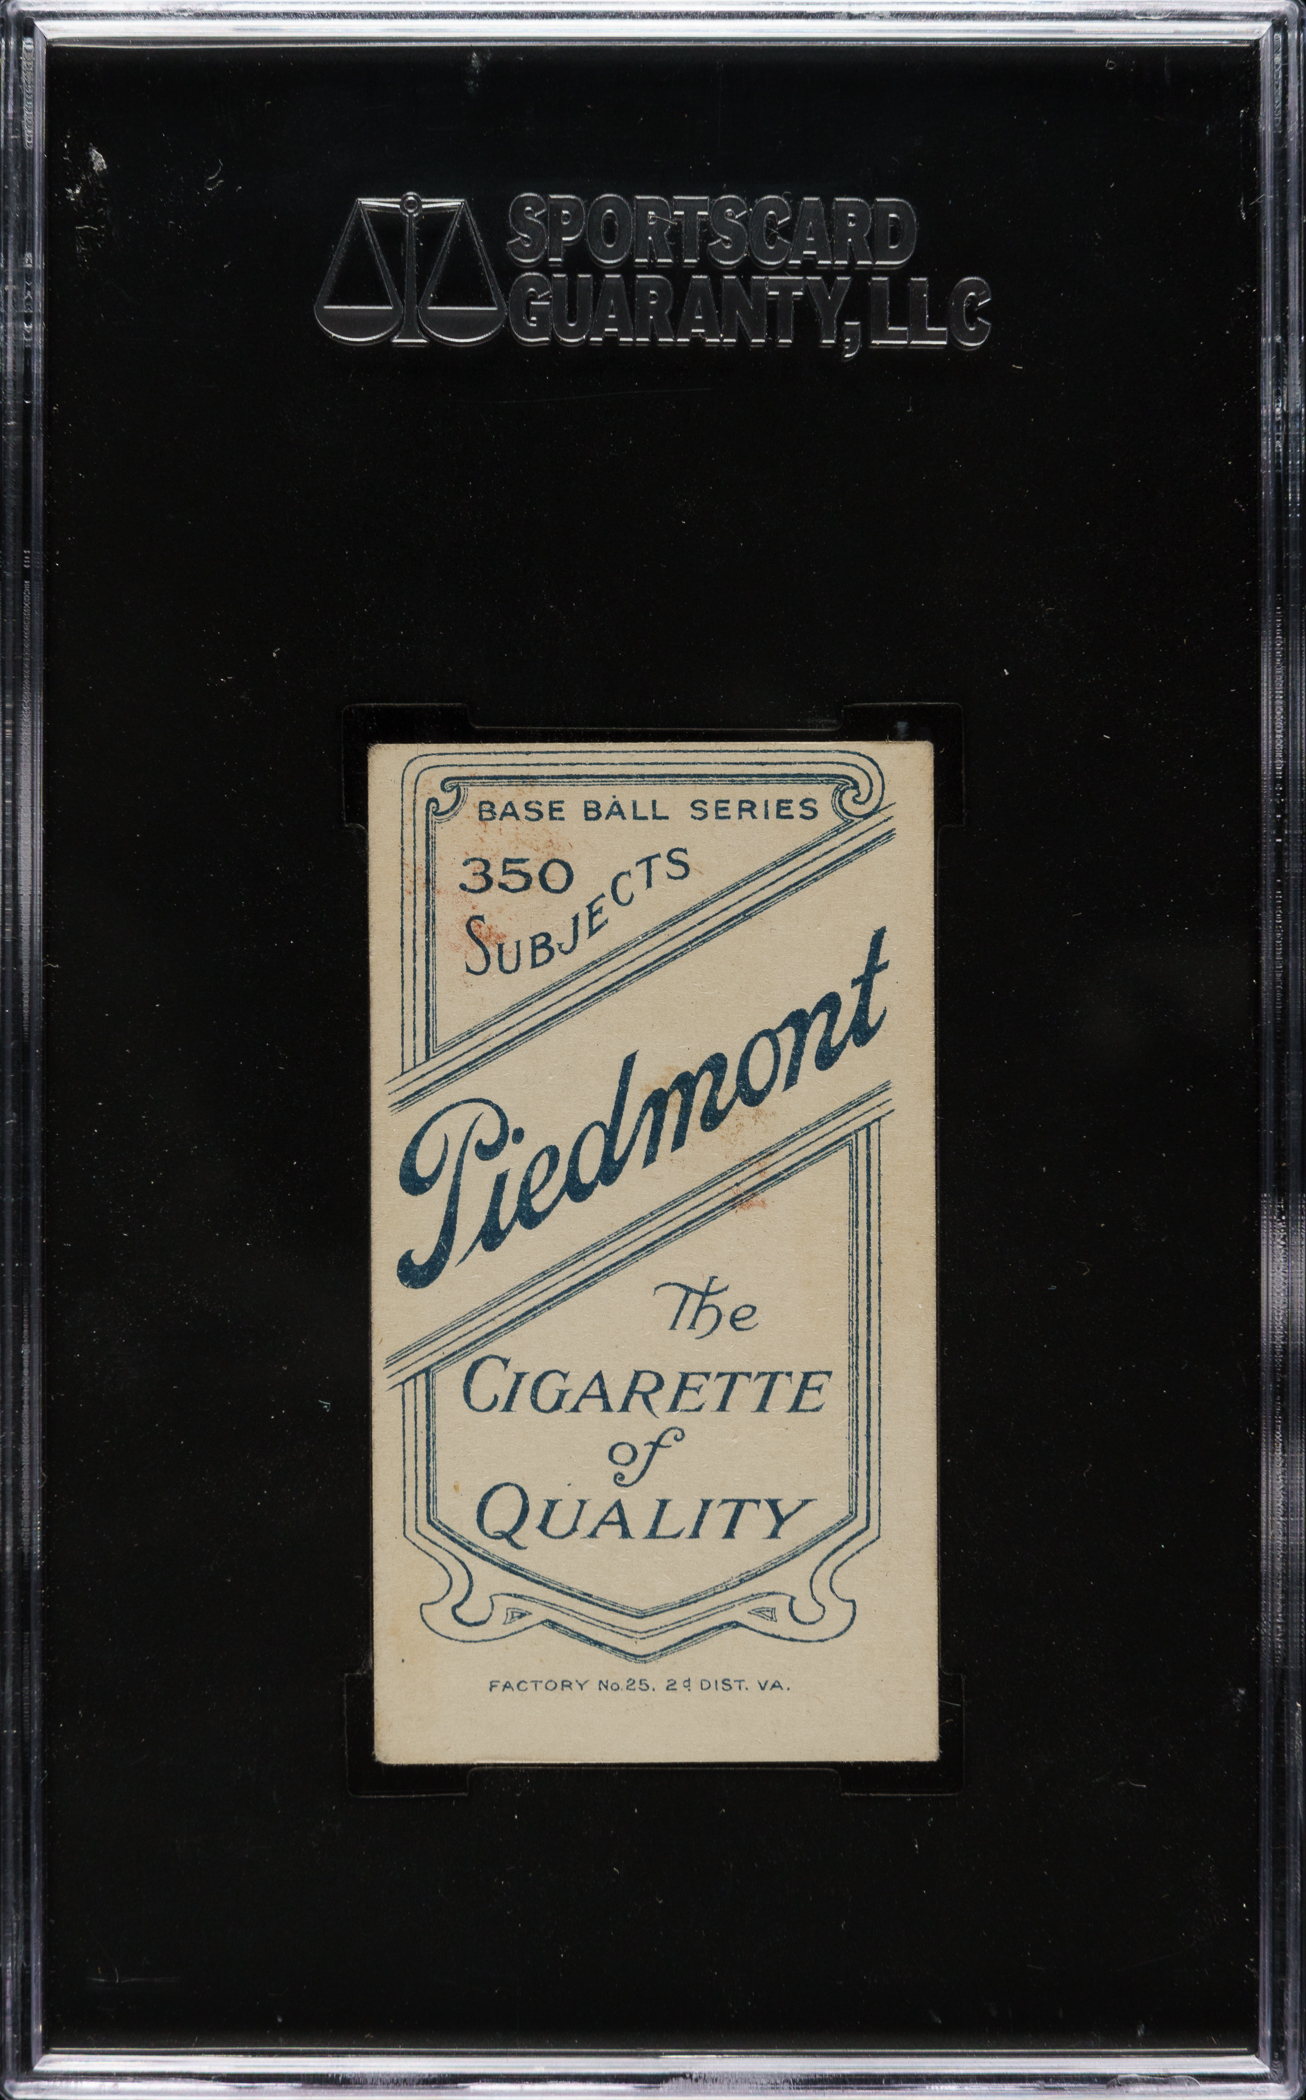 SPORTSCARD
GUARANTY, LLC
BASE BALL SERIES
350
SUBJECTS
Piedmont
The
CIGARETTE
of
QUALITY
FACTORY No.25. 2d DIST. VA.